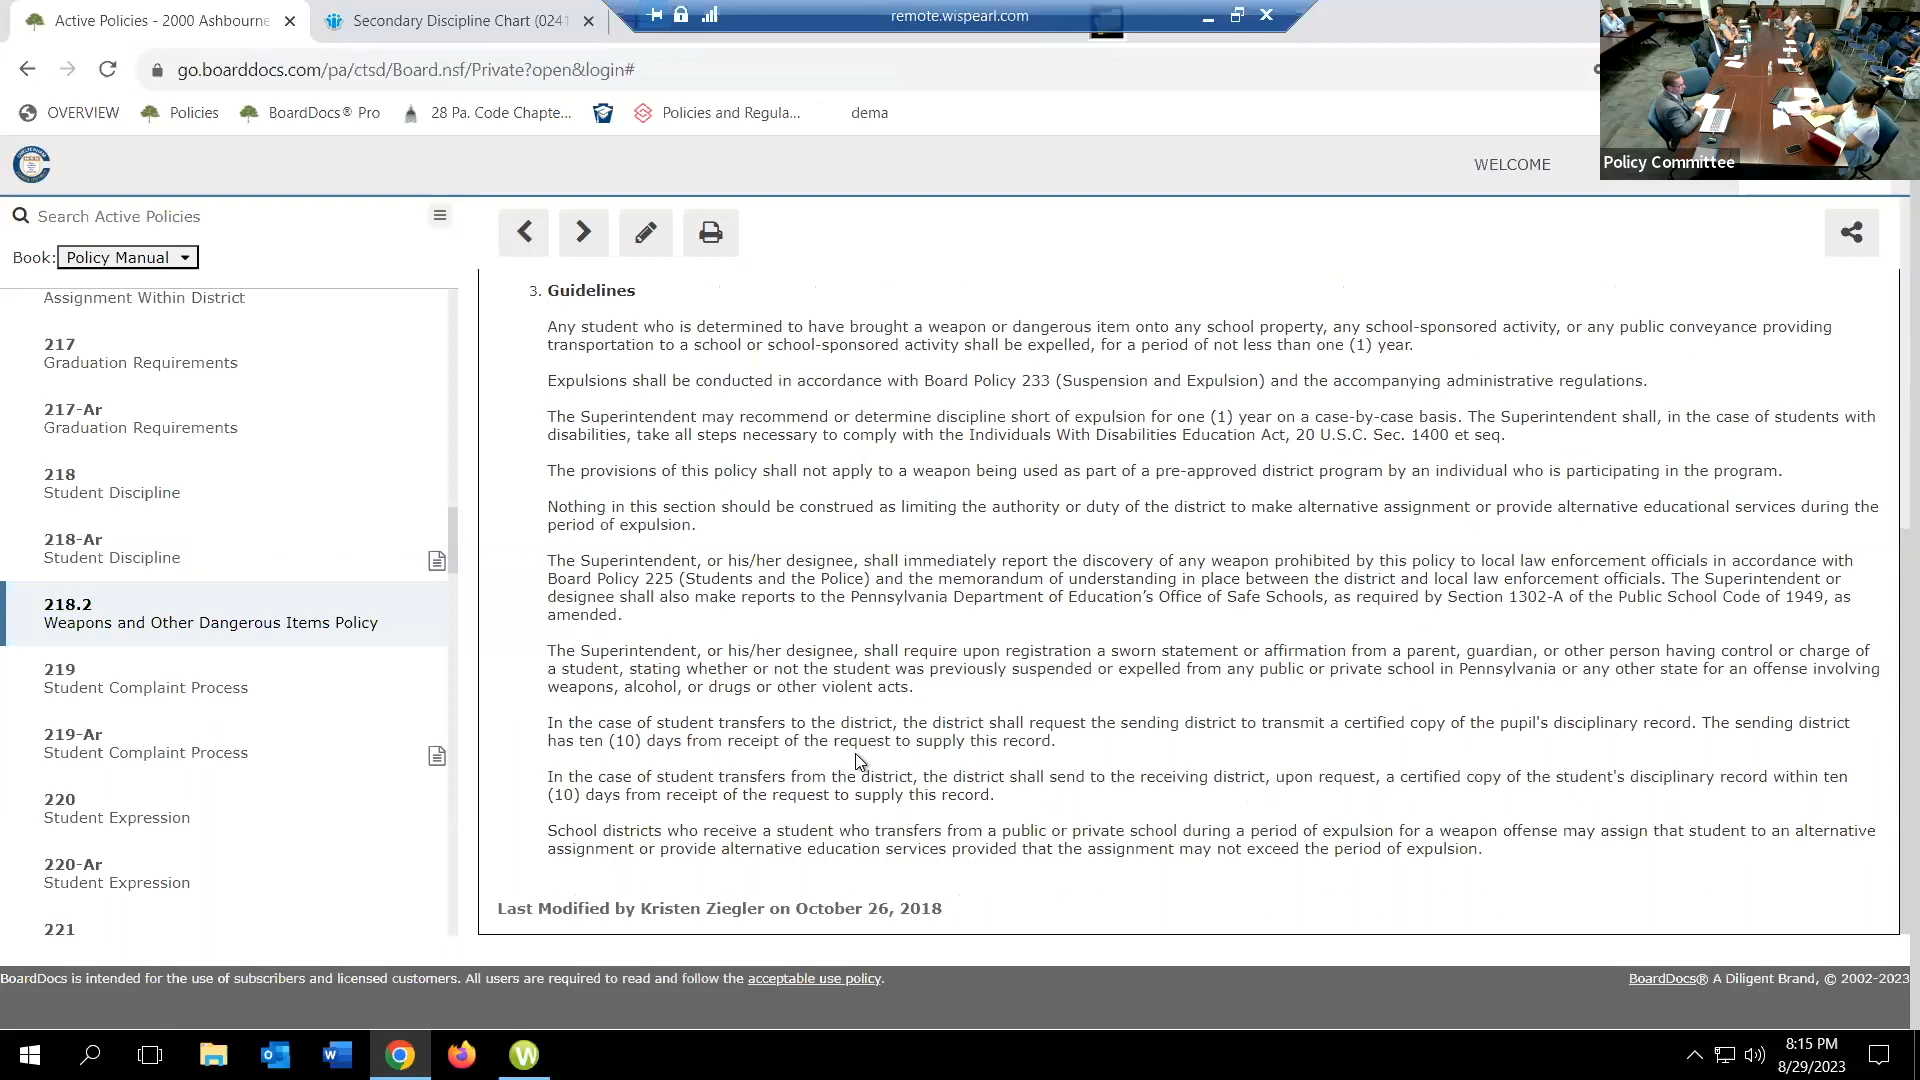 Active Policies - 2000 Ashbourne
Secondary Discipline Chart (0241
remote.wispearl.com
go.boarddocs.com/pa/ctsd/Board.nsf/Private?open&login#
OVERVIEW
Policies
BoardDocs® Pro
28 Pa. Code Chapte...
Policies and Regula...
dema
Policy Committee
WELCOME
Search Active Policies
Book:
Policy Manual
Assignment Within District
217
Graduation Requirements
217-Ar
Graduation Requirements
218
Student Discipline
218-Ar
Student Discipline
218.2
Weapons and Other Dangerous Items Policy
219
Student Complaint Process
219-Ar
Student Complaint Process
220
Student Expression
220-Ar
Student Expression
221
3. Guidelines
Any student who is determined to have brought a weapon or dangerous item onto any school property, any school-sponsored activity, or any public conveyance providing
transportation to a school or school-sponsored activity shall be expelled, for a period of not less than one (1) year.
Expulsions shall be conducted in accordance with Board Policy 233 (Suspension and Expulsion) and the accompanying administrative regulations.
The Superintendent may recommend or determine discipline short of expulsion for one (1) year on a case-by-case basis. The Superintendent shall, in the case of students with
disabilities, take all steps necessary to comply with the Individuals With Disabilities Education Act, 20 U.S.C. Sec. 1400 et seq.
The provisions of this policy shall not apply to a weapon being used as part of a pre-approved district program by an individual who is participating in the program.
Nothing in this section should be construed as limiting the authority or duty of the district to make alternative assignment or provide alternative educational services during the
period of expulsion.
The Superintendent, or his/her designee, shall immediately report the discovery of any weapon prohibited by this policy to local law enforcement officials in accordance with
Board Policy 225 (Students and the Police) and the memorandum of understanding in place between the district and local law enforcement officials. The Superintendent or
designee shall also make reports to the Pennsylvania Department of Education's Office of Safe Schools, as required by Section 1302-A of the Public School Code of 1949, as
amended.
The Superintendent, or his/her designee, shall require upon registration a sworn statement or affirmation from a parent, guardian, or other person having control or charge of
a student, stating whether or not the student was previously suspended or expelled from any public or private school in Pennsylvania or any other state for an offense involving
weapons, alcohol, or drugs or other violent acts.
In the case of student transfers to the district, the district shall request the sending district to transmit a certified copy of the pupil's disciplinary record. The sending district
has ten (10) days from receipt of the request to supply this record.
In the case of student transfers from the district, the district shall send to the receiving district, upon request, a certified copy of the student's disciplinary record within ten
(10) days from receipt of the request to supply this record.
School districts who receive a student who transfers from a public or private school during a period of expulsion for a weapon offense may assign that student to an alternative
assignment or provide alternative education services provided that the assignment may not exceed the period of expulsion.
Last Modified by Kristen Ziegler on October 26, 2018
BoardDocs is intended for the use of subscribers and licensed customers. All users are required to read and follow the acceptable use policy.
BoardDocs® A Diligent Brand, © 2002-2023
8:15 PM
8/29/2023